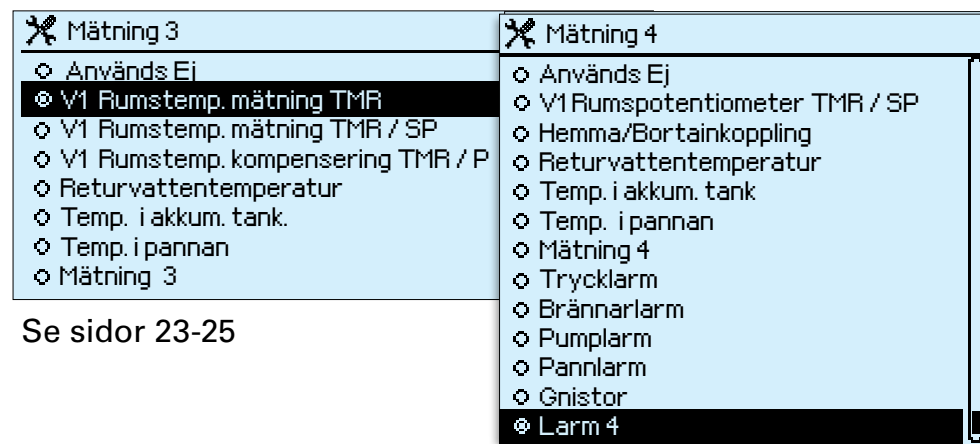 Mätning 3
Används Ej
V1 Rumstemp. mätning TMR
V1 Rumstemp. mätning TMR / SP
V1 Rumstemp. kompensering TMR / P
Returvattentemperatur
Temp. i akkum. tank.
Temp. i pannan
Mätning 3
Se sidor 23-25
Mätning 4
Används Ej
V1 Rumspotentiometer TMR / SP
Hemma/Bortainkoppling
Returvattentemperatur
Temp. i akkum. tank
Temp. i pannan
Mätning 4
Trycklarm
Brännarlarm
Pumplarm
Pannlarm
Gnistor
Larm 4